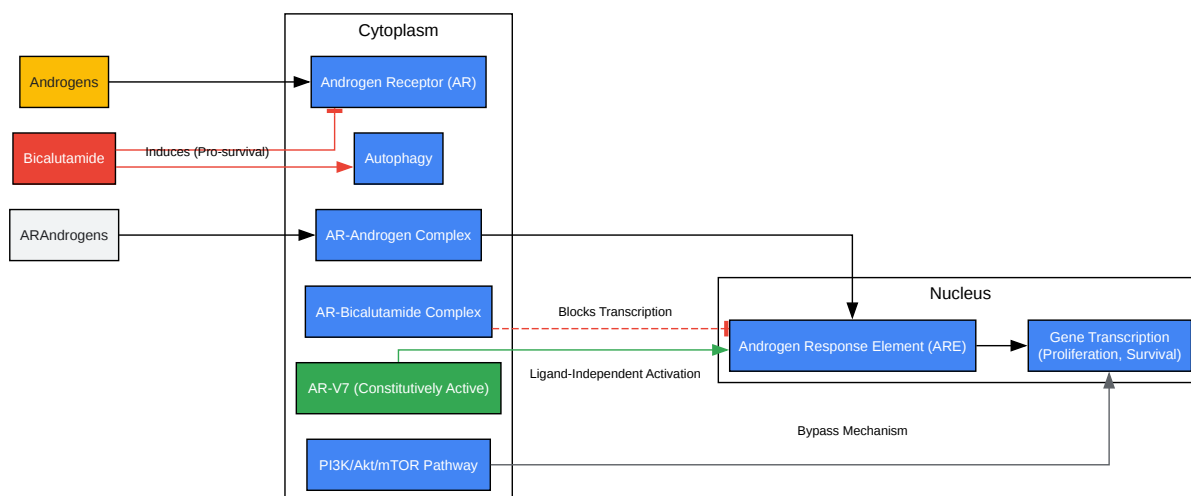 Cytoplasm
Androgens
Androgen Receptor (AR)
Bicalutamide
Induces (Pro-survival)
Autophagy
ARAndrogens
AR-Androgen Complex
Nucleus
AR-Bicalutamide Complex
Blocks Transcription
Androgen Response Element (ARE)
Gene Transcription
(Proliferation, Survival)
AR-V7 (Constitutively Active)
Ligand-Independent Activation
Bypass Mechanism
PI3K/Akt/mTOR Pathway